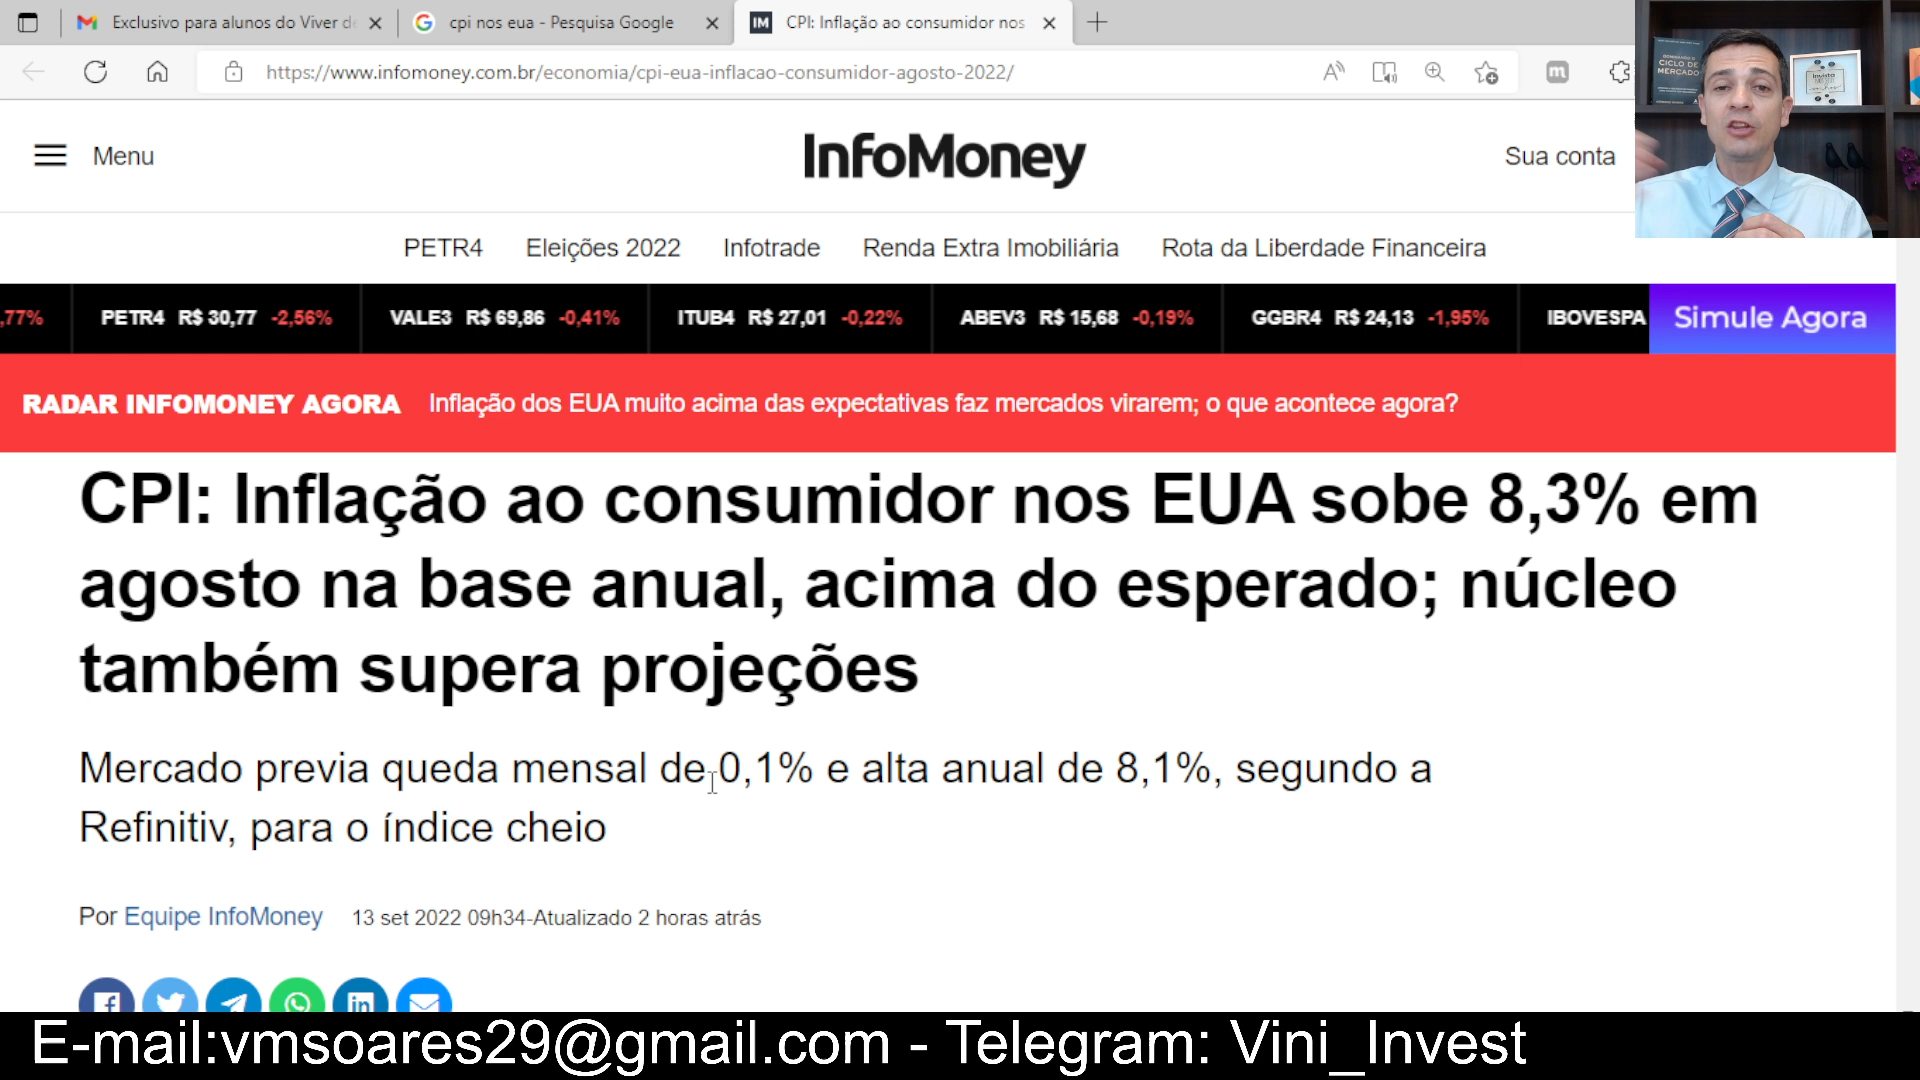 Exclusivo para alunos do Viver de
cpi nos eua - Pesquisa Google
IM CPI: Inflação ao consumidor nos
https://www.infomoney.com.br/economia/cpi-eua-inflacao-consumidor-agosto-2022/
CICLO DE
MERCADO
Menu
InfoMoney
Sua conta
PETR4 Eleições 2022 Infotrade Renda Extra Imobiliária Rota da Liberdade Financeira
,77% PETR4 R$ 30,77 -2,56% VALE3 R$ 69,86 -0,41% ITUB4 R$ 27,01 -0,22% ABEV3 R$ 15,68 -0,19% GGBR4 R$ 24,13 -1,95% IBOVESPA Simule Agora
RADAR INFOMONEY AGORA Inflação dos EUA muito acima das expectativas faz mercados virarem; o que acontece agora?
CPI: Inflação ao consumidor nos EUA sobe 8,3% em
agosto na base anual, acima do esperado; núcleo
também supera projeções
Mercado previa queda mensal de 0,1% e alta anual de 8,1%, segundo a
Refinitiv, para o índice cheio
Por Equipe InfoMoney 13 set 2022 09h34-Atualizado 2 horas atrás
E-mail:vmsoares29@gmail.com - Telegram: Vini_Invest